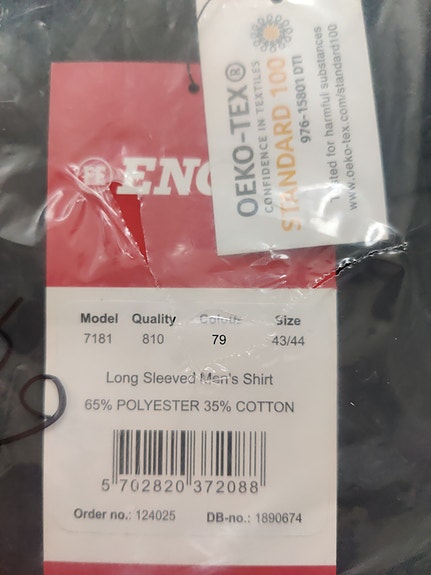 OEKO-TEX®
CONFIDENCE IN TEXTILES
STANDARD 100
976-15801 DTI
for harmful substances
www.oeko-tex.com/standard100
Model Quality Colour Size
7181 810 79 43/44
Long Sleeved Men's Shirt
65% POLYESTER 35% COTTON
5 702820 372088
Order no.: 124025 DB-no.: 1890674